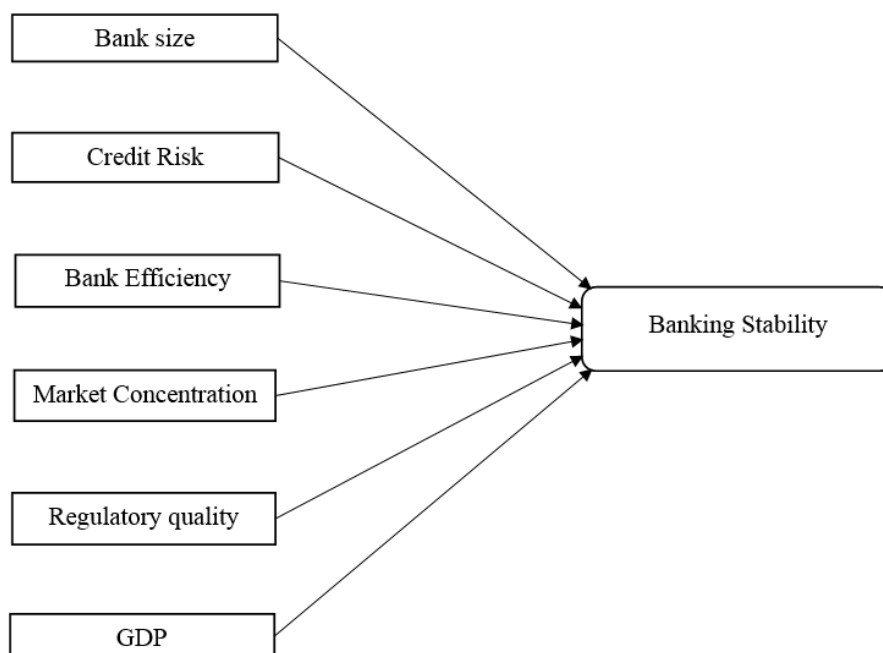 Bank size
Credit Risk
Bank Efficiency
Banking Stability
Market Concentration
Regulatory quality
GDP